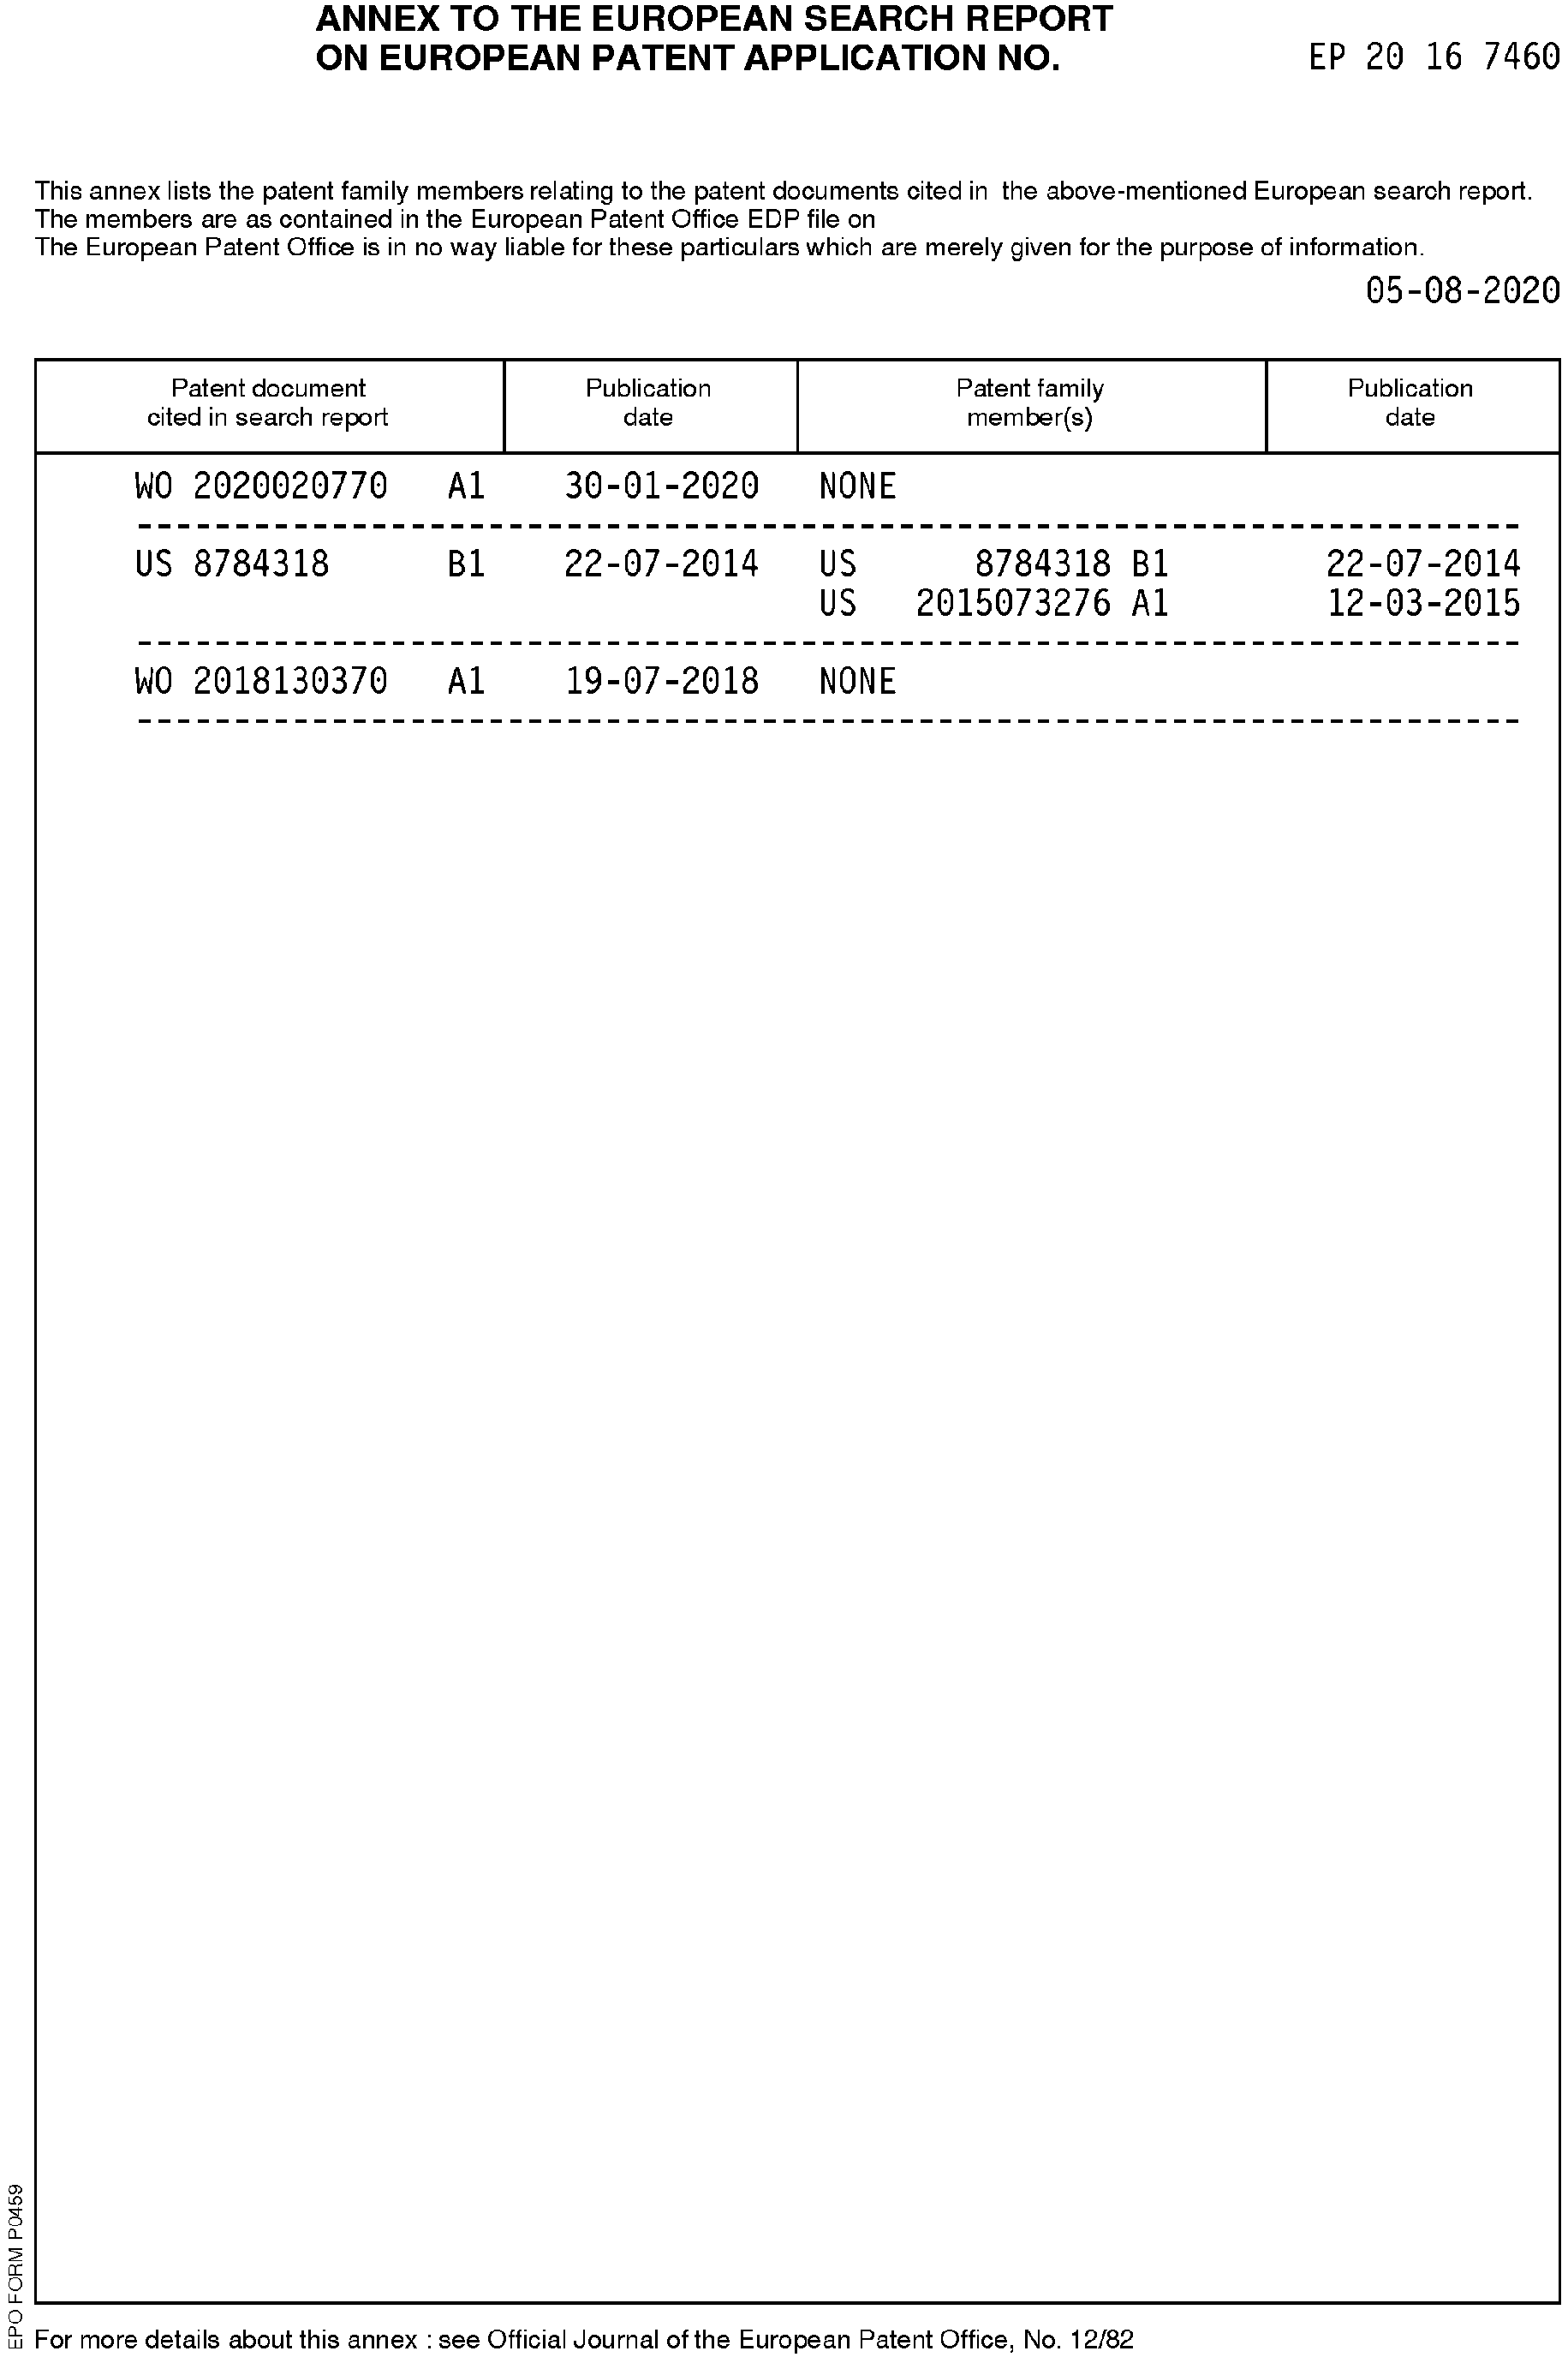 ANNEX TO THE EUROPEAN SEARCH REPORT
ON EUROPEAN PATENT APPLICATION NO. EP 20 16 7460
This annex lists the patent family members relating to the patent documents cited in the above-mentioned European search report.
The members are as contained in the European Patent Office EDP file on
The European Patent Office is in no way liable for these particulars which are merely given for the purpose of information.
05-08-2020
Patent document cited in search report Publication date Patent family member(s) Publication date
WO 2020020770 A1 30-01-2020 NONE
US 8784318 B1 22-07-2014 US 8784318 B1 22-07-2014
US 2015073276 A1 12-03-2015
WO 2018130370 A1 19-07-2018 NONE
EPO FORM P0459
For more details about this annex : see Official Journal of the European Patent Office, No. 12/82